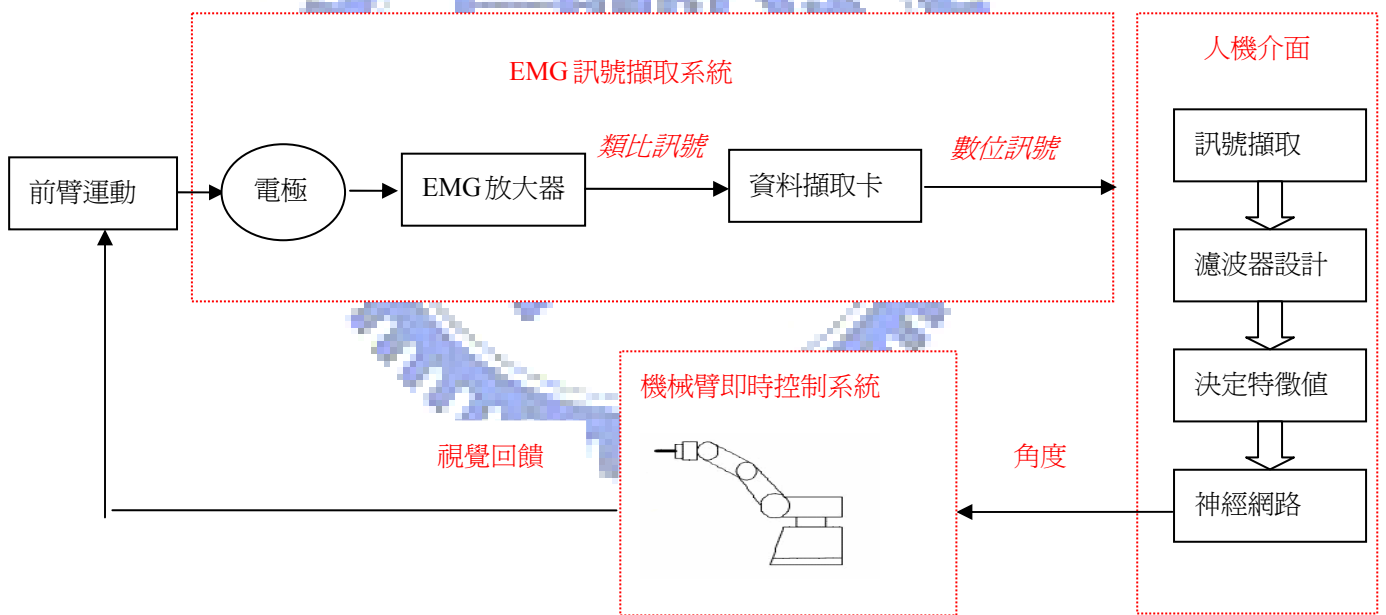 EMG 訊號擷取系統
人機介面
前臂運動
電極
EMG 放大器
類比訊號
資料擷取卡
數位訊號
訊號擷取
濾波器設計
決定特徵值
神經網路
角度
機械臂即時控制系統
視覺回饋